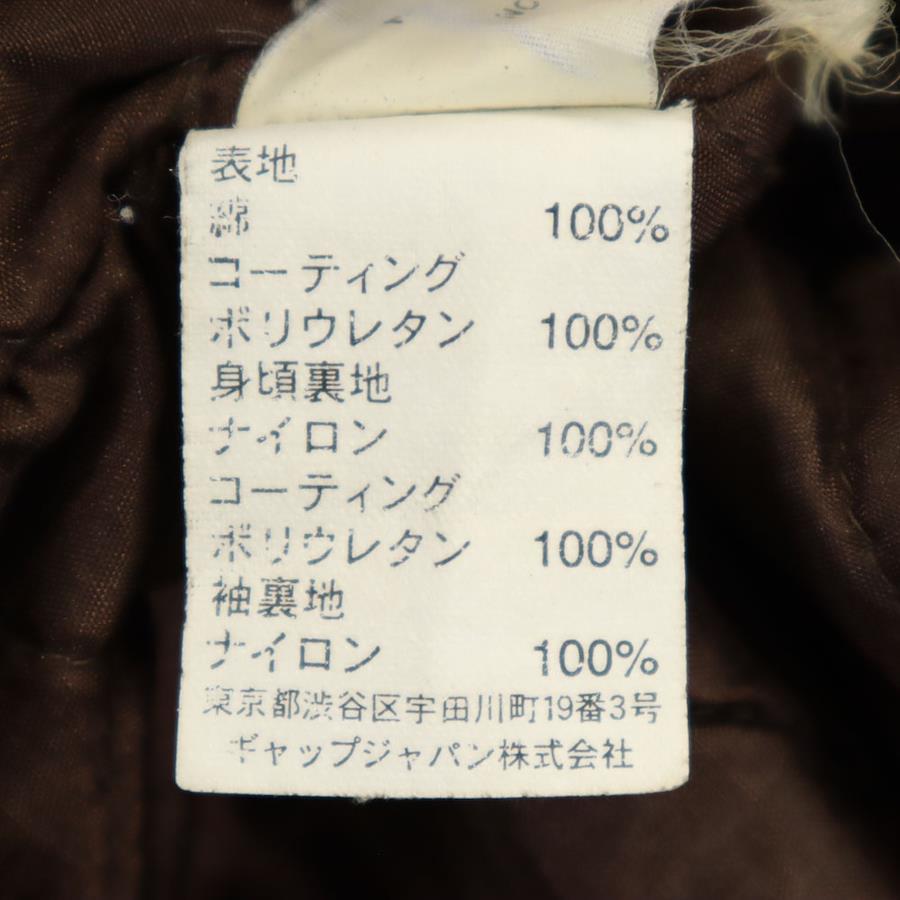 表地
綿 100%
コーティング
ポリウレタン 100%
身頃裏地
ナイロン 100%
コーティング
ポリウレタン 100%
袖裏地
ナイロン 100%
東京都渋谷区宇田川町19番3号
ギャップジャパン株式会社